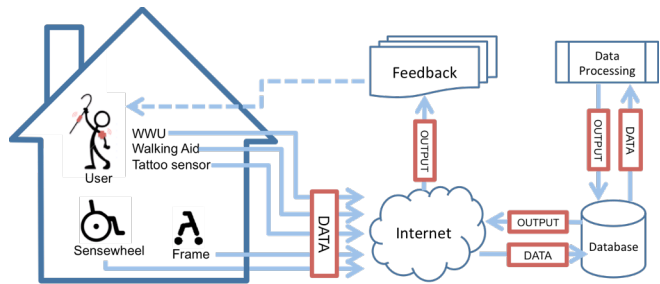 WWU
Walking Aid
Tattoo sensor
User
Sensewheel
Frame
DATA
Feedback
OUTPUT
Internet
OUTPUT
DATA
Data
Processing
OUTPUT
DATA
Database